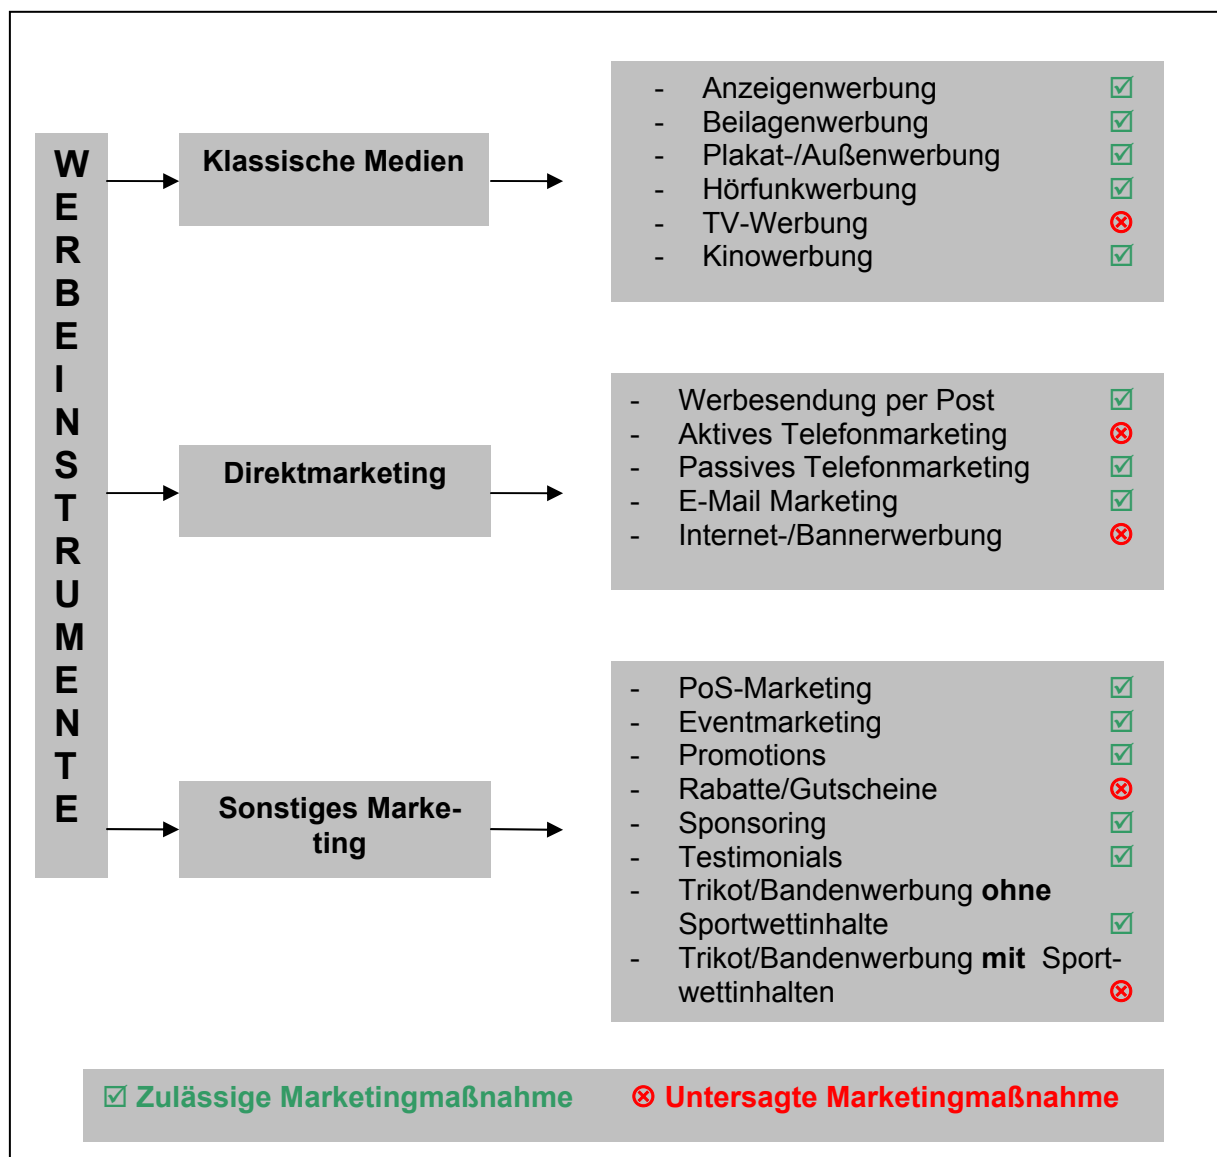 WERBEINSTRUMENTE
Klassische Medien
- Anzeigenwerbung ☑
- Beilagenwerbung ☑
- Plakat-/Außenwerbung ☑
- Hörfunkwerbung ☑
- TV-Werbung ⊗
- Kinowerbung ☑
Direktmarketing
- Werbesendung per Post ☑
- Aktives Telefonmarketing ⊗
- Passives Telefonmarketing ☑
- E-Mail Marketing ☑
- Internet-/Bannerwerbung ⊗
Sonstiges Marke-
ting
- PoS-Marketing ☑
- Eventmarketing ☑
- Promotions ☑
- Rabatte/Gutscheine ⊗
- Sponsoring ☑
- Testimonials ☑
- Trikot/Bandenwerbung ohne
Sportwettinhalte ☑
- Trikot/Bandenwerbung mit Sport-
wettinhalten ⊗
☑ Zulässige Marketingmaßnahme ⊗ Untersagte Marketingmaßnahme